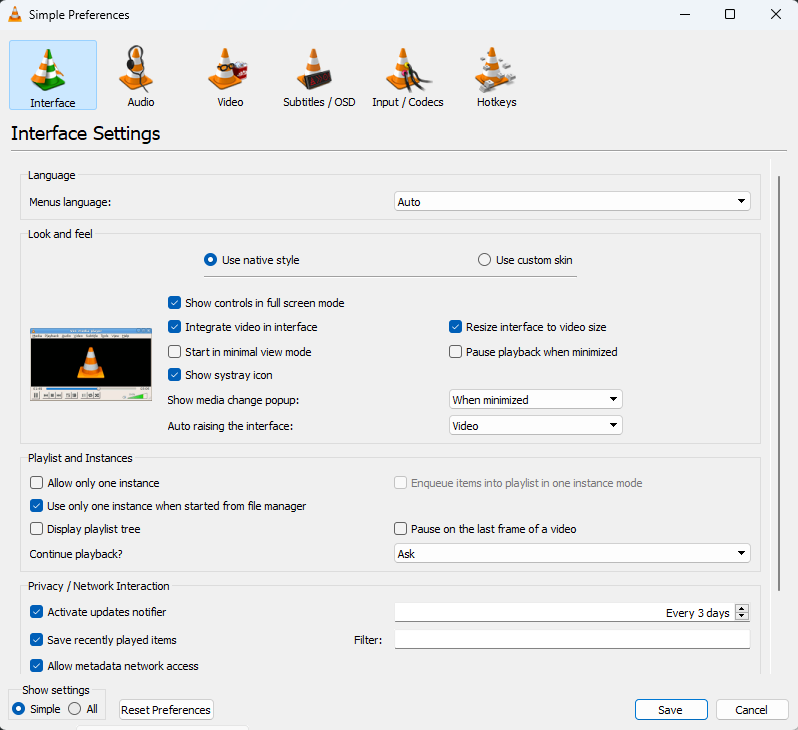 Simple Preferences
Interface Audio Video Subtitles / OSD Input / Codecs Hotkeys
Interface Settings
Language
Menus language: Auto
Look and feel
Use native style Use custom skin
Show controls in full screen mode
Integrate video in interface Resize interface to video size
Start in minimal view mode Pause playback when minimized
Show systray icon
Show media change popup: When minimized
Auto raising the interface: Video
Playlist and Instances
Allow only one instance Enqueue items into playlist in one instance mode
Use only one instance when started from file manager
Display playlist tree Pause on the last frame of a video
Continue playback? Ask
Privacy / Network Interaction
Activate updates notifier Every 3 days
Save recently played items Filter:
Allow metadata network access
Show settings
Simple All Reset Preferences Save Cancel